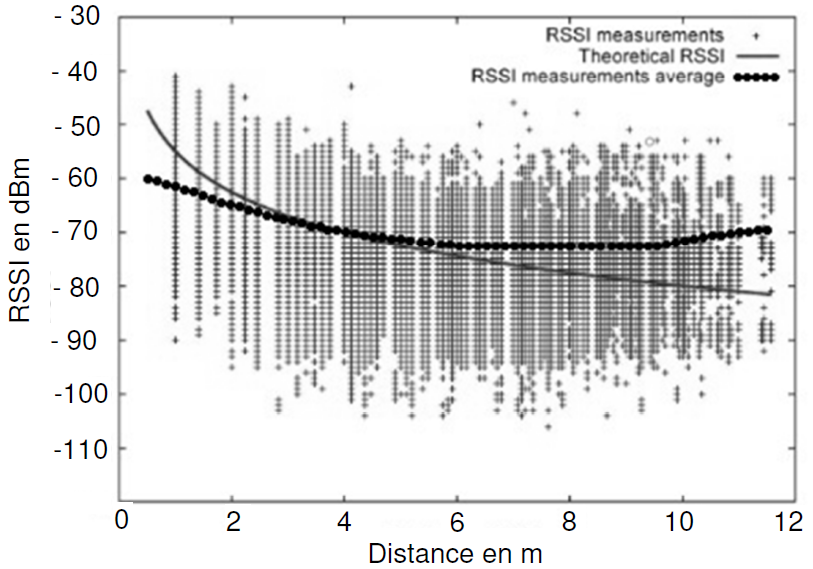 - 30
- 40
- 50
- 60
- 70
- 80
- 90
-100
-110
RSSI en dBm
RSSI measurements
Theoretical RSSI
RSSI measurements average
0 2 4 6 8 10 12
Distance en m